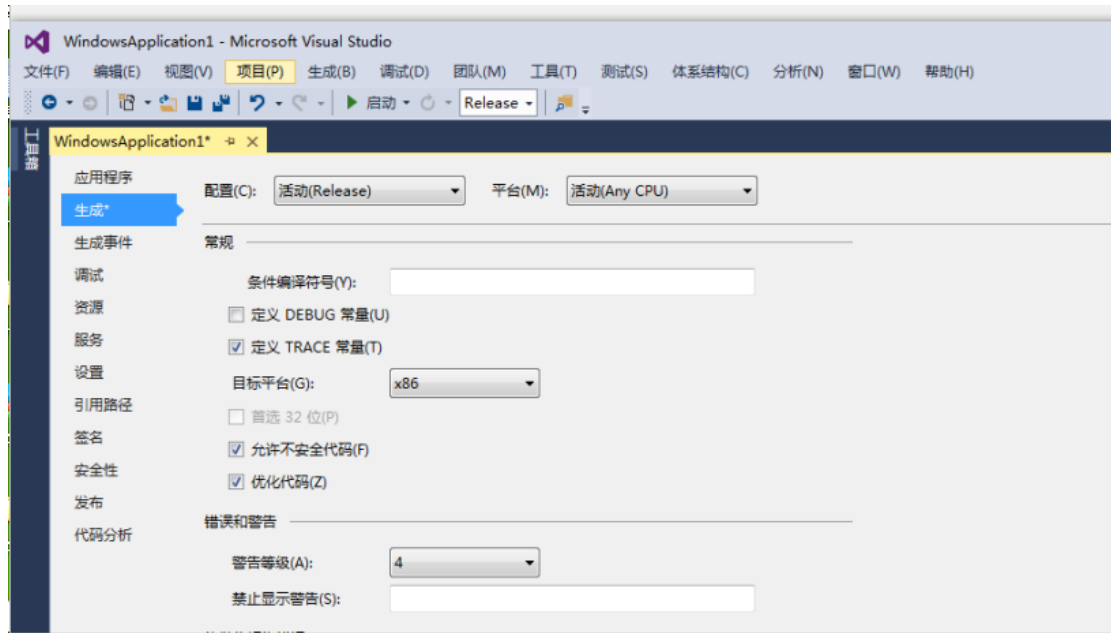 WindowsApplication1 - Microsoft Visual Studio
文件(F) 编辑(E) 视图(V) 项目(P) 生成(B) 调试(D) 团队(M) 工具(T) 测试(S) 体系结构(C) 分析(N) 窗口(W) 帮助(H)
启动 Release
工具箱
WindowsApplication1*
应用程序
配置(C): 活动(Release) 平台(M): 活动(Any CPU)
生成*
生成事件
常规
调试
条件编译符号(Y):
资源
定义 DEBUG 常量(U)
服务
定义 TRACE 常量(T)
设置
目标平台(G): x86
引用路径
首选 32 位(P)
签名
允许不安全代码(F)
安全性
优化代码(Z)
发布
错误和警告
代码分析
警告等级(A): 4
禁止显示警告(S):